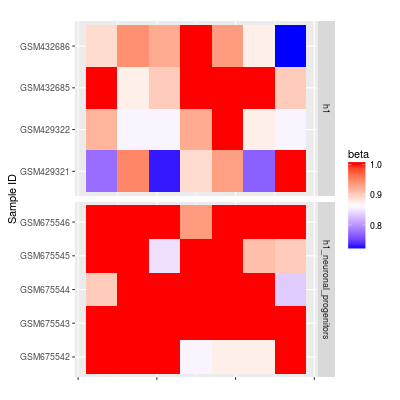 GSM432686
GSM432685
GSM429322
GSM429321
h1
GSM675546
GSM675545
GSM675544
GSM675543
GSM675542
h1_neuronal_progenitors
Sample ID
beta
1.0
0.9
0.8